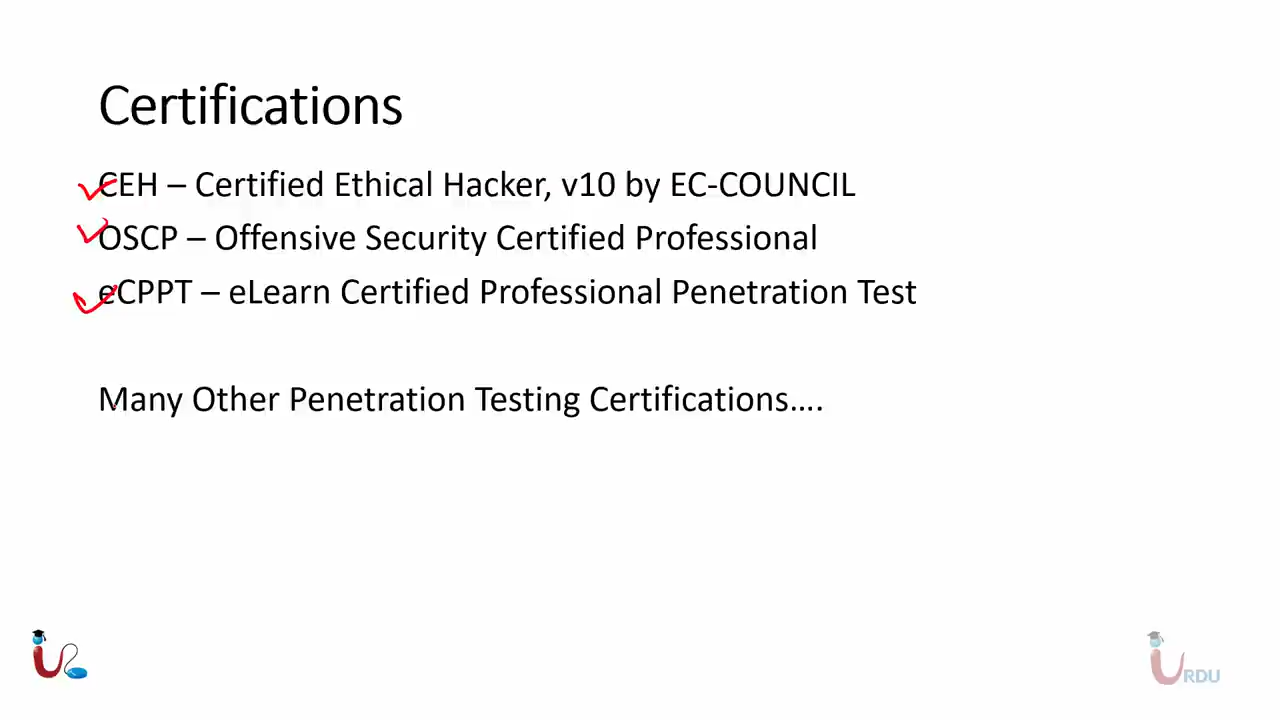 Certifications
CEH – Certified Ethical Hacker, v10 by EC-COUNCIL
OSCP – Offensive Security Certified Professional
eCPPT – eLearn Certified Professional Penetration Test
Many Other Penetration Testing Certifications....
URDU